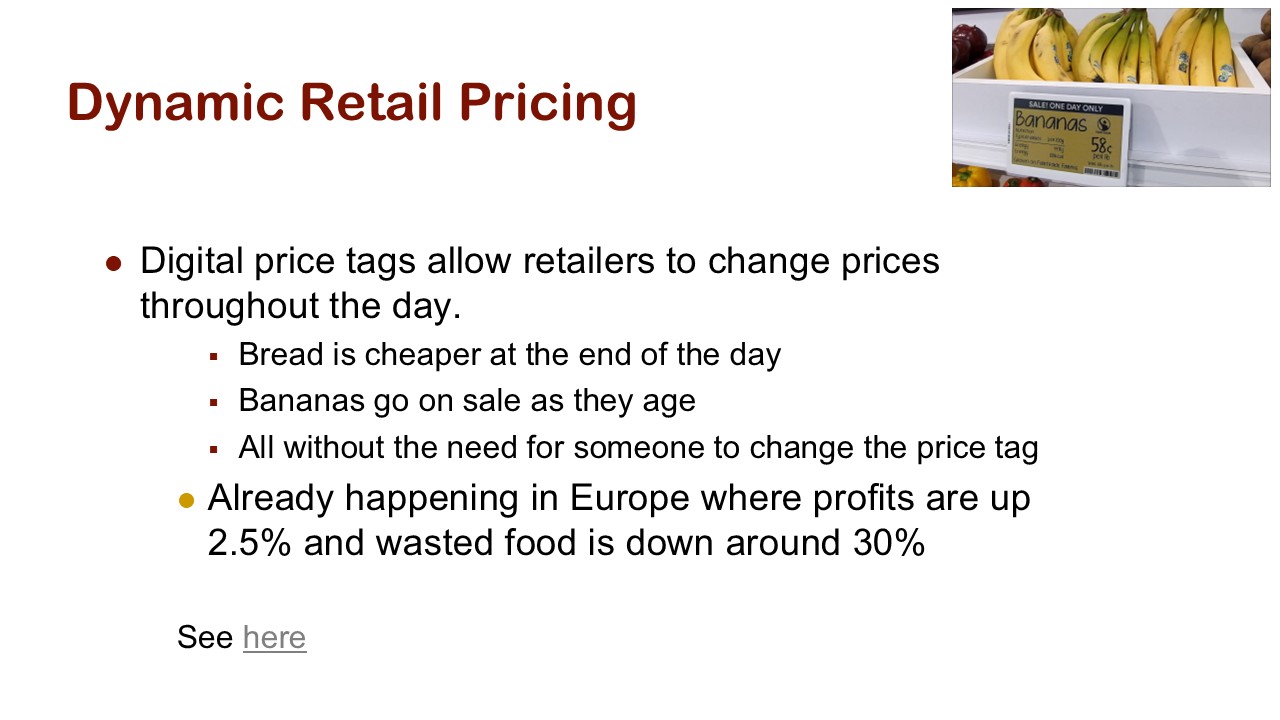 Dynamic Retail Pricing
SALE! ONE DAY ONLY
Bananas
58¢
per lb
Digital price tags allow retailers to change prices
throughout the day.
Bread is cheaper at the end of the day
Bananas go on sale as they age
All without the need for someone to change the price tag
Already happening in Europe where profits are up
2.5% and wasted food is down around 30%
See here